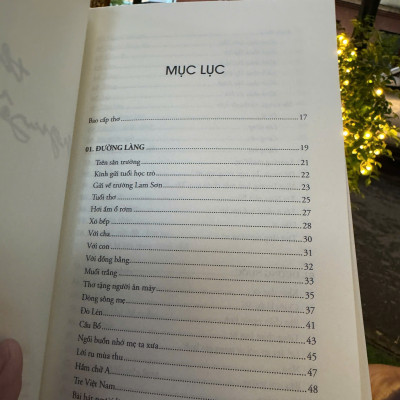 MỤC LỤC
Bao cấp thơ 17
01. ĐƯỜNG LÀNG 19
Trên sân trường 21
Kính gửi tuổi học trò 22
Gửi về trường Lam Sơn 23
Tuổi thơ 25
Hơi ấm ổ rơm 27
Xó bếp 28
Với cha 30
Với con 31
Với đồng bằng 32
Muối trắng 33
Thơ tặng người ăn mày 35
Dòng sông mẹ 37
Đò Lèn 41
Cầu Bố 43
Ngồi buồn nhớ mẹ ta xưa 45
Lời ru mùa thu 47
Hầm chữ A 48
Tre Việt Nam
Bài hát